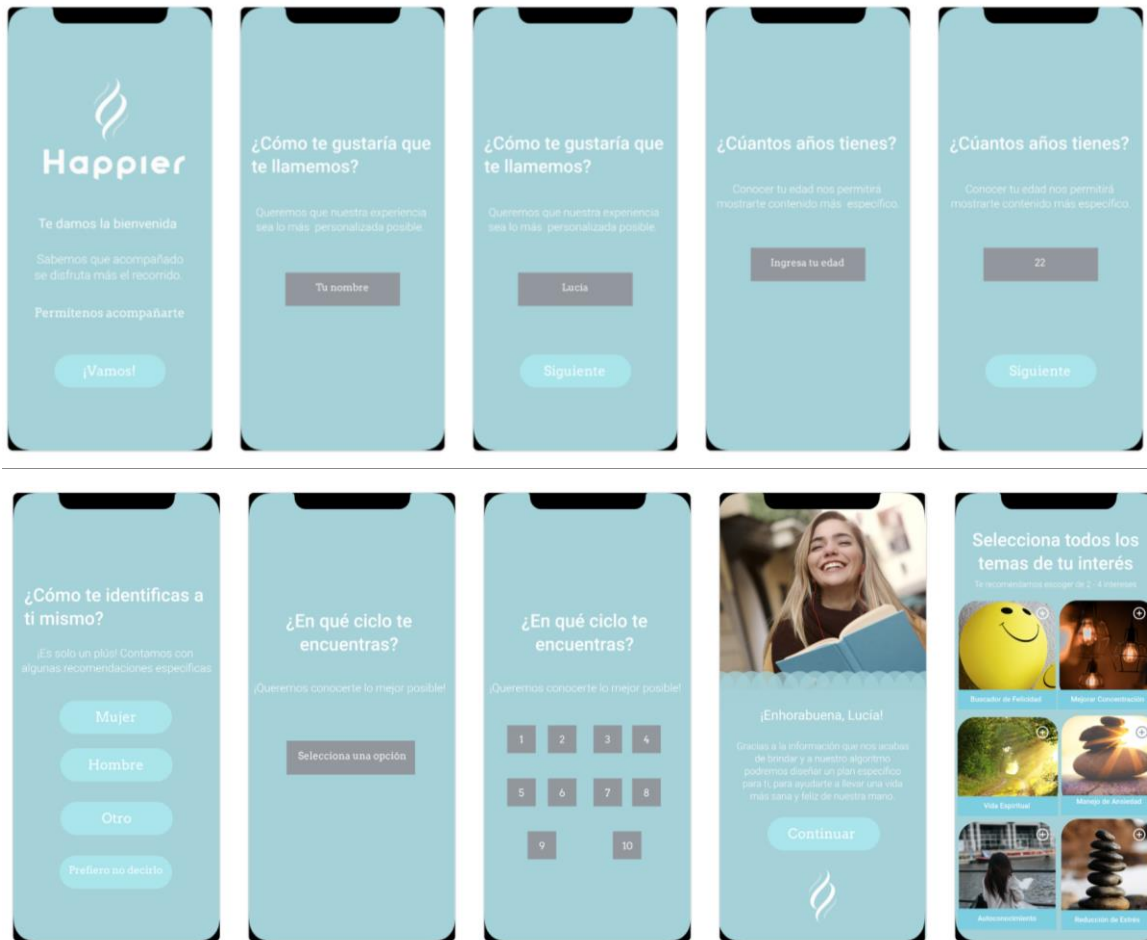 Happier
Te damos la bienvenida
Sabemos que acompañado
se disfruta más el recorrido.
Permítenos acompañarte
¡Vamos!
¿Cómo te gustaría que
te llamemos?
Queremos que nuestra experiencia
sea lo más personalizada posible.
Tu nombre
¿Cómo te gustaría que
te llamemos?
Queremos que nuestra experiencia
sea lo más personalizada posible.
Lucía
Siguiente
¿Cúantos años tienes?
Conocer tu edad nos permitirá
mostrarte contenido más específico.
Ingresa tu edad
¿Cúantos años tienes?
Conocer tu edad nos permitirá
mostrarte contenido más específico.
22
Siguiente
¿Cómo te identificas a
ti mismo?
¡Es solo un plús! Contamos con
algunas recomendaciones específicas
Mujer
Hombre
Otro
Prefiero no decirlo
¿En qué ciclo te
encuentras?
¡Queremos conocerte lo mejor posible!
Selecciona una opción
¿En qué ciclo te
encuentras?
¡Queremos conocerte lo mejor posible!
1 2 3 4
5 6 7 8
9 10
¡Enhorabuena, Lucía!
Gracias a la información que nos acabas
de brindar y a nuestro algoritmo
podremos diseñar un plan específico
para ti, para ayudarte a llevar una vida
más sana y feliz de nuestra mano.
Continuar
Selecciona todos los
temas de tu interés
Te recomendamos escoger de 2 - 4 intereses
Buscador de Felicidad
Mejorar Concentración
Vida Espiritual
Manejo de Ansiedad
Autoconocimiento
Reducción de Estrés